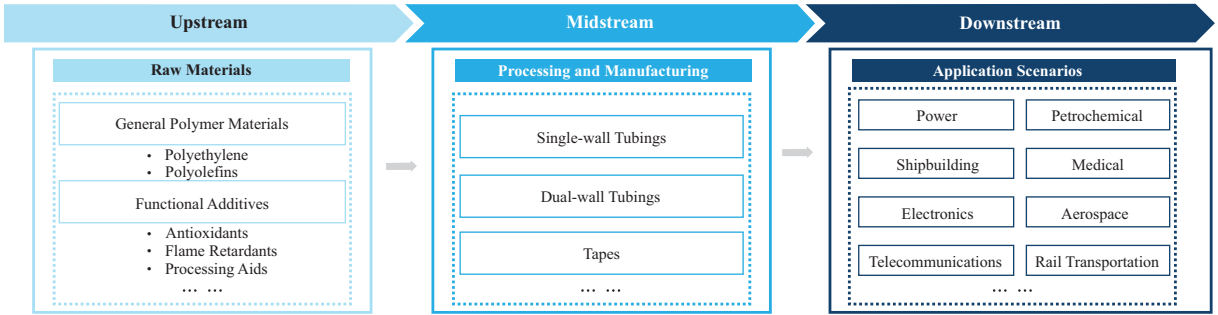 Upstream
Midstream
Downstream
Raw Materials
General Polymer Materials
• Polyethylene
• Polyolefins
Functional Additives
• Antioxidants
• Flame Retardants
• Processing Aids
... ...
Processing and Manufacturing
Single-wall Tubings
Dual-wall Tubings
Tapes
... ...
Application Scenarios
Power
Petrochemical
Shipbuilding
Medical
Electronics
Aerospace
Telecommunications
Rail Transportation
... ...